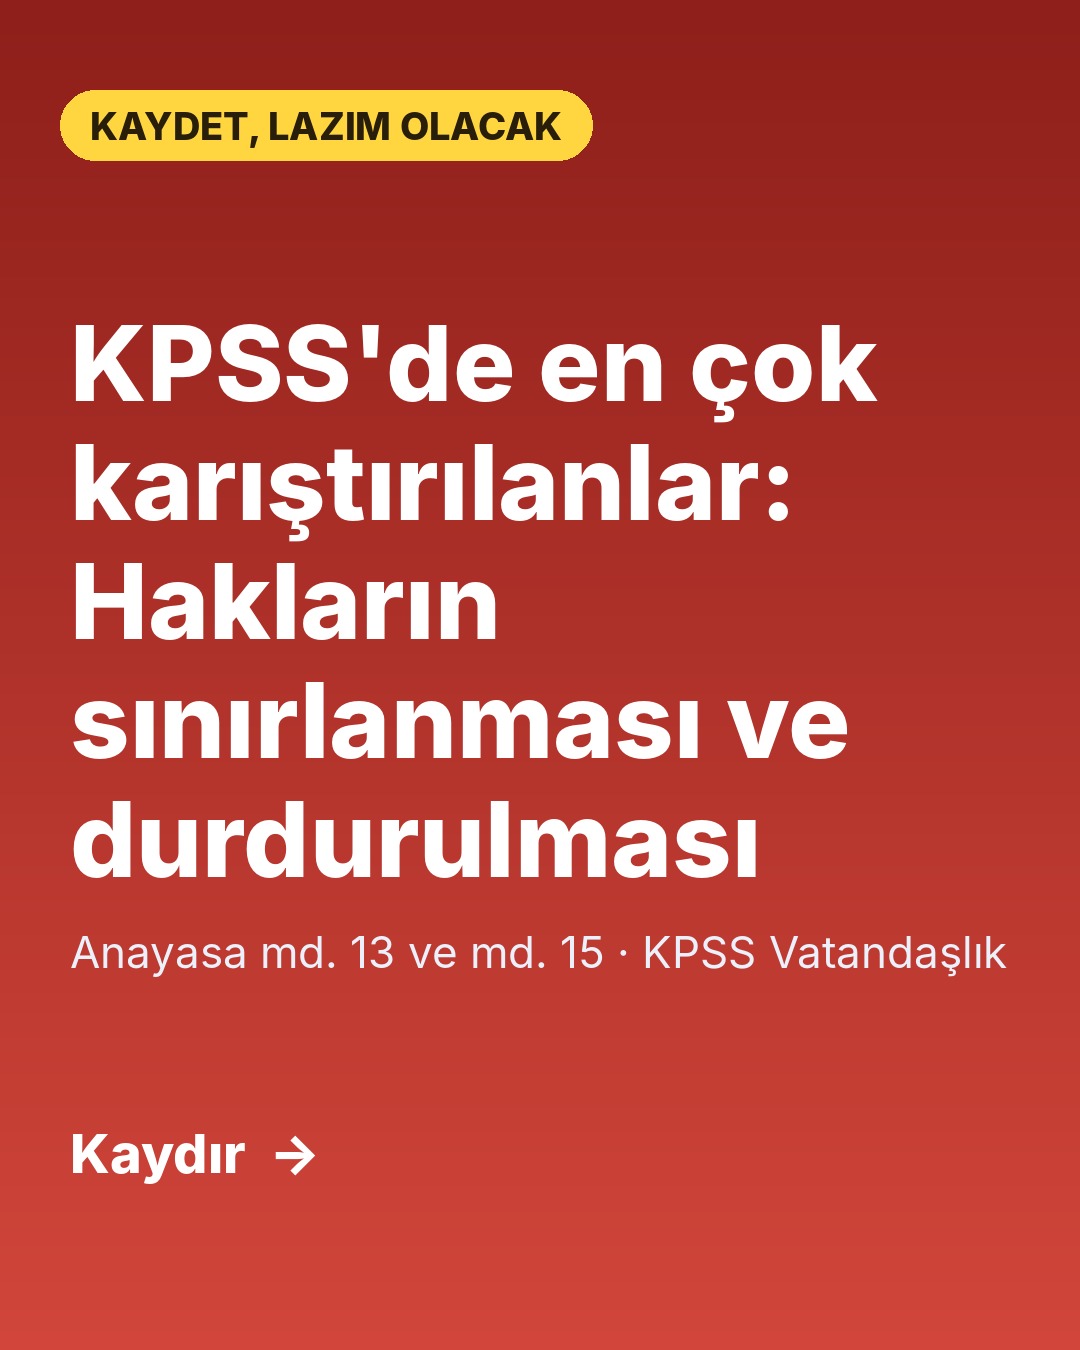 KAYDET, LAZIM OLACAK
KPSS'de en çok
karıştırılanlar:
Hakların
sınırlanması ve
durdurulması
Anayasa md. 13 ve md. 15 · KPSS Vatandaşlık
Kaydır →